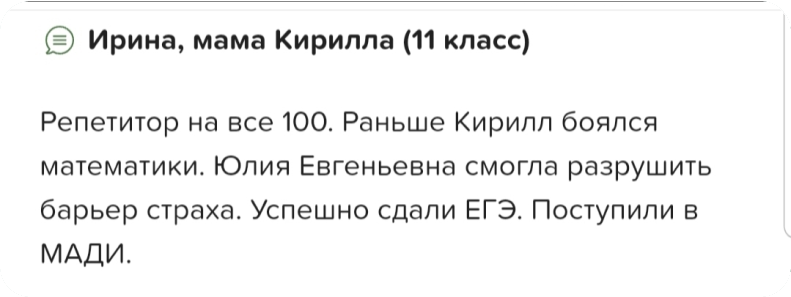 Ирина, мама Кирилла (11 класс)
Репетитор на все 100. Раньше Кирилл боялся
математики. Юлия Евгеньевна смогла разрушить
барьер страха. Успешно сдали ЕГЭ. Поступили в
МАДИ.